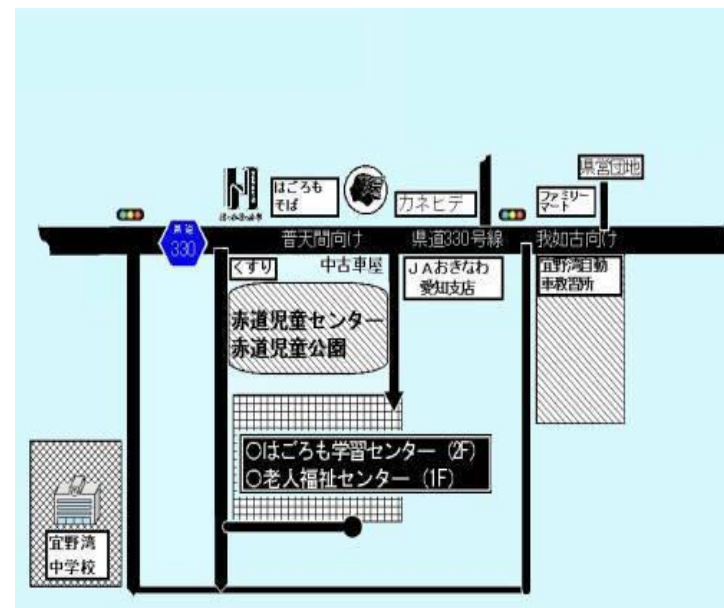 県営団地
はごろも
そば
カネヒデ
ファミリー
マート
県道
330
普天間向け
県道330号線
我如古向け
くすり
中古車屋
JAおきなわ
愛知支店
宜野湾自動
車教習所
赤道児童センター
赤道児童公園
○はごろも学習センター (2F)
○老人福祉センター (1F)
宜野湾
中学校